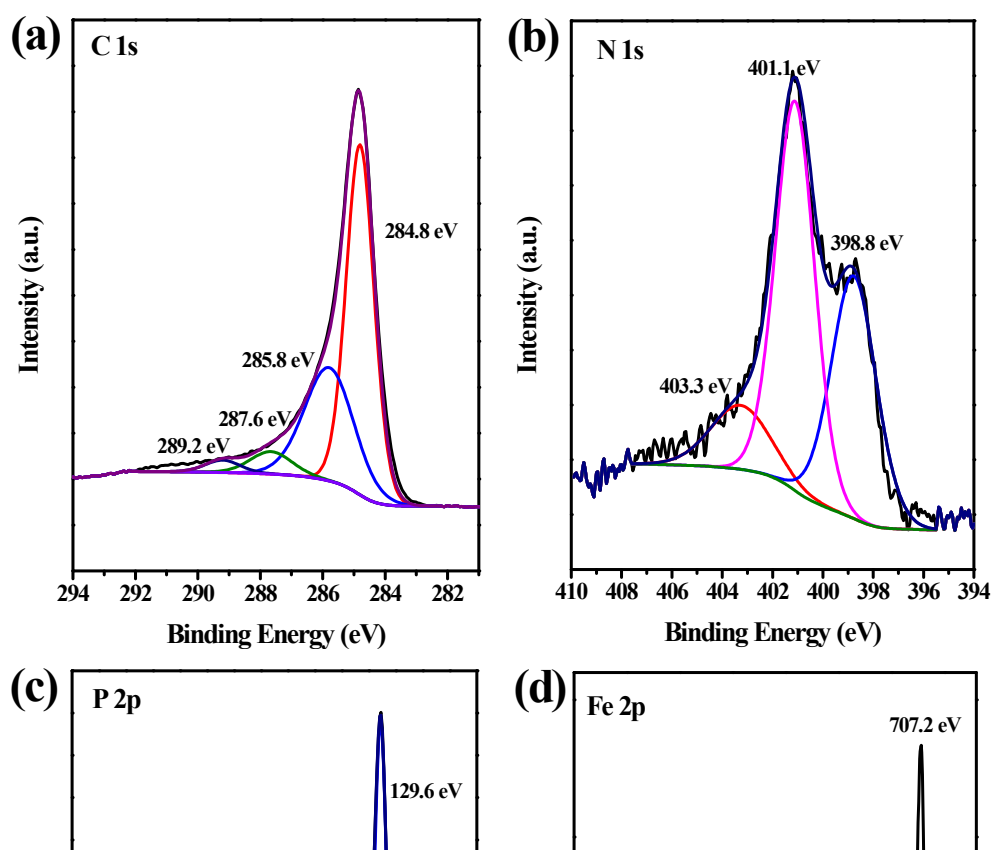 (a)
C 1s
284.8 eV
285.8 eV
287.6 eV
289.2 eV
Intensity (a.u.)
294 292 290 288 286 284 282
Binding Energy (eV)
(b)
N 1s
401.1 eV
398.8 eV
403.3 eV
Intensity (a.u.)
410 408 406 404 402 400 398 396 394
Binding Energy (eV)
(c)
P 2p
129.6 eV
(d)
Fe 2p
707.2 eV